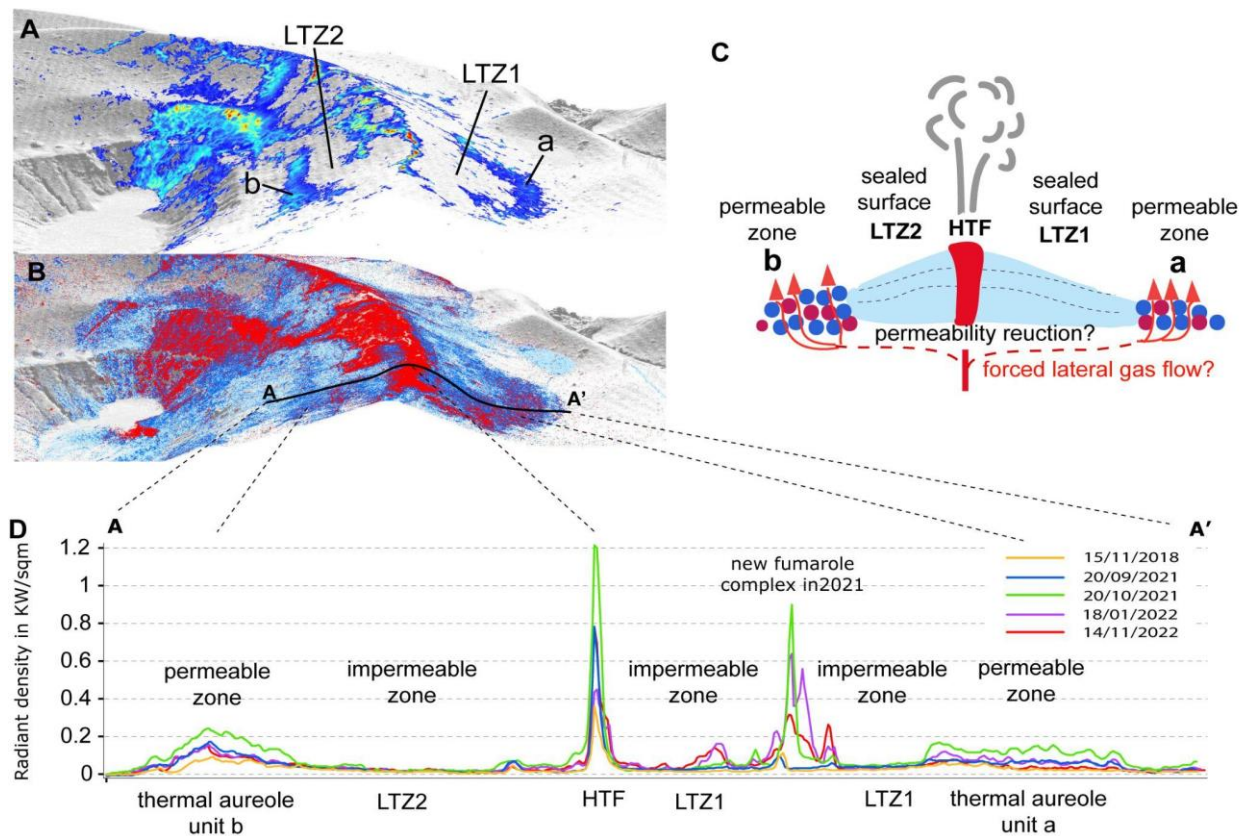 A
LTZ2
LTZ1
a
b
B
A
A'
C
sealed
surface
LTZ2
HTF
sealed
surface
LTZ1
permeable
zone
b
permeable
zone
a
permeability reuction?
forced lateral gas flow?
D
A
A'
Radiant density in KW/sqm
1.2
1
0.8
0.6
0.4
0.2
0
new fumarole
complex in2021
15/11/2018
20/09/2021
20/10/2021
18/01/2022
14/11/2022
permeable
zone
impermeable
zone
impermeable
zone
impermeable
zone
permeable
zone
thermal aureole
unit b
LTZ2
HTF
LTZ1
LTZ1
thermal aureole
unit a